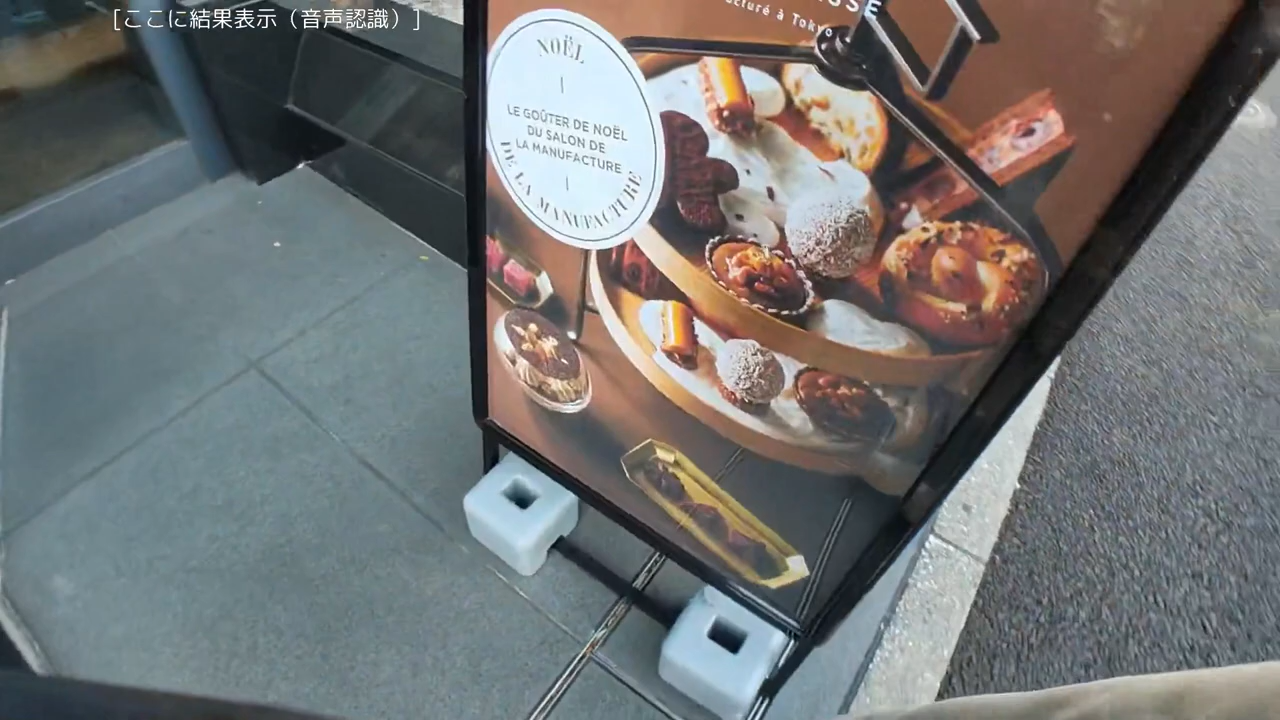 [ここに結果表示（音声認識）]
NOËL
LE GOÛTER DE NOËL
DU SALON DE
LA MANUFACTURE
DE LA MANUFACTURE